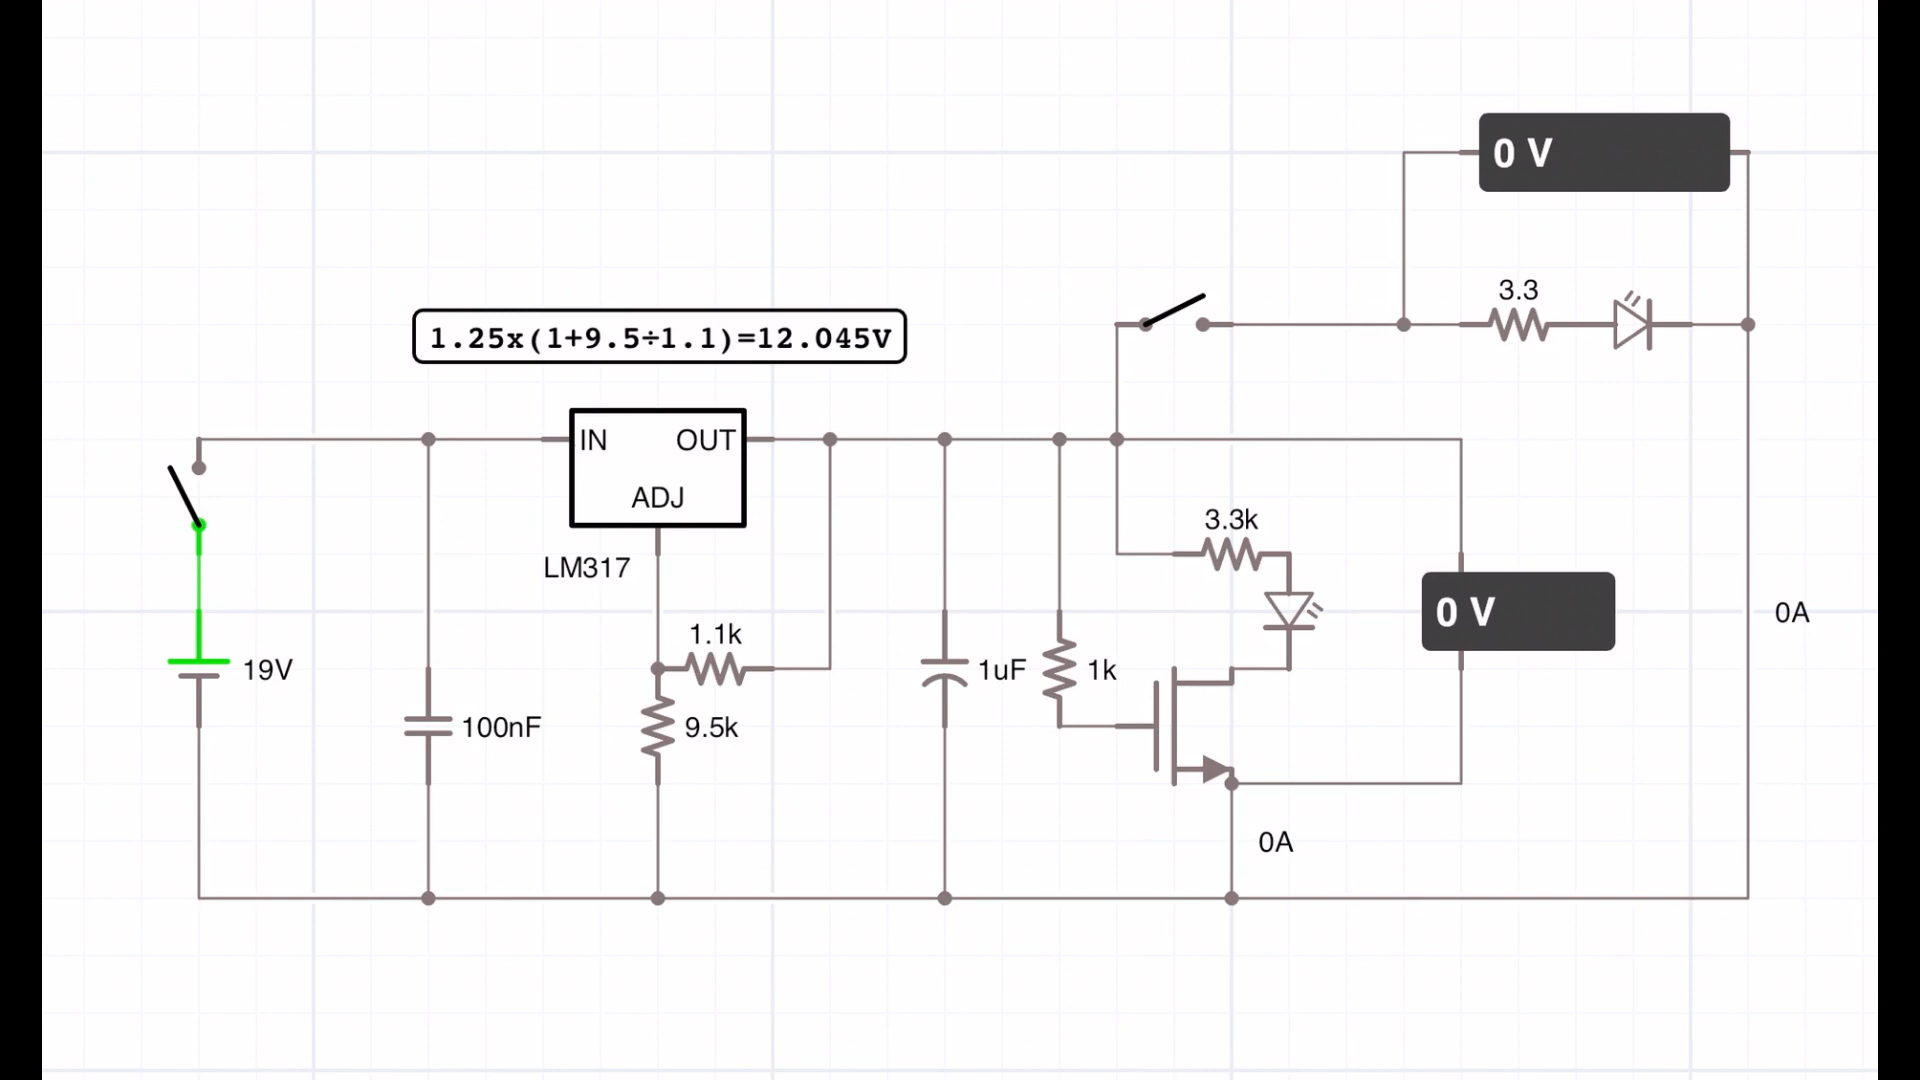 0 V
3.3
1.25x(1+9.5÷1.1)=12.045V
IN OUT
ADJ
LM317
3.3k
0 V
0A
1.1k
19V
1uF
1k
100nF
9.5k
0A